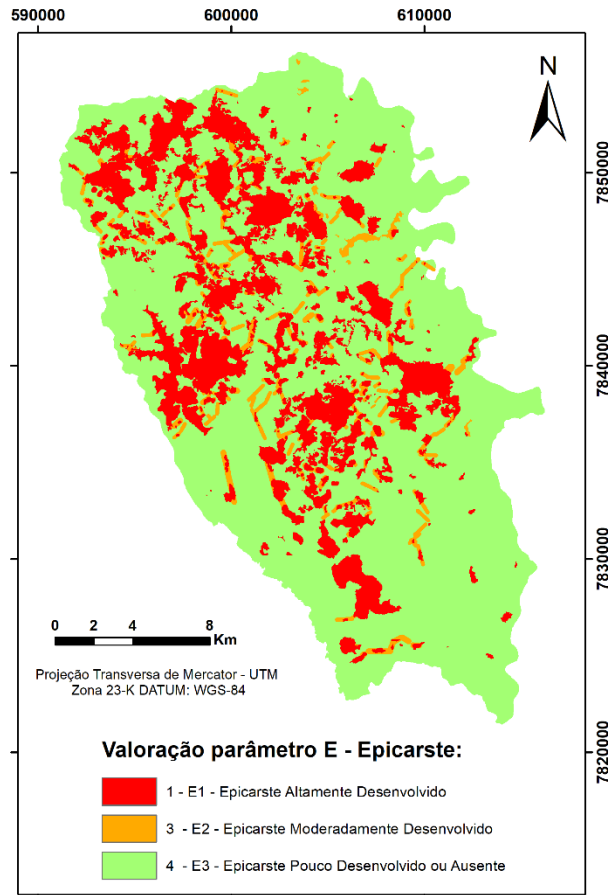 590000 600000 610000
N
7850000
7840000
7830000
7820000
0 2 4 8
Km
Projeção Transversa de Mercator - UTM
Zona 23-K DATUM: WGS-84
Valoração parâmetro E - Epicarste:
1 - E1 - Epicarste Altamente Desenvolvido
3 - E2 - Epicarste Moderadamente Desenvolvido
4 - E3 - Epicarste Pouco Desenvolvido ou Ausente